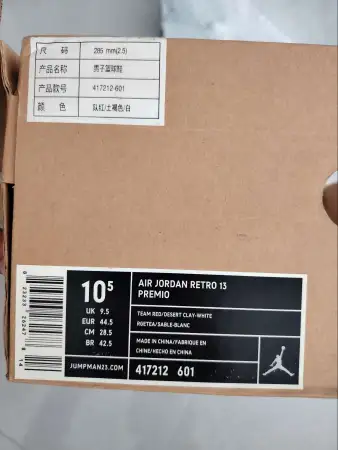 尺 码 285 mm(2.5)
产品名称 男子篮球鞋
产品款号 417212-601
颜 色 队红/土褐色/白
10⁵
UK 9.5
EUR 44.5
CM 28.5
BR 42.5
JUMPMAN23.COM
AIR JORDAN RETRO 13
PREMIO
TEAM RED/DESERT CLAY-WHITE
RGETEA/SABLE-BLANC
MADE IN CHINA/FABRIQUE EN
CHINE/HECHO EN CHINA
417212 601